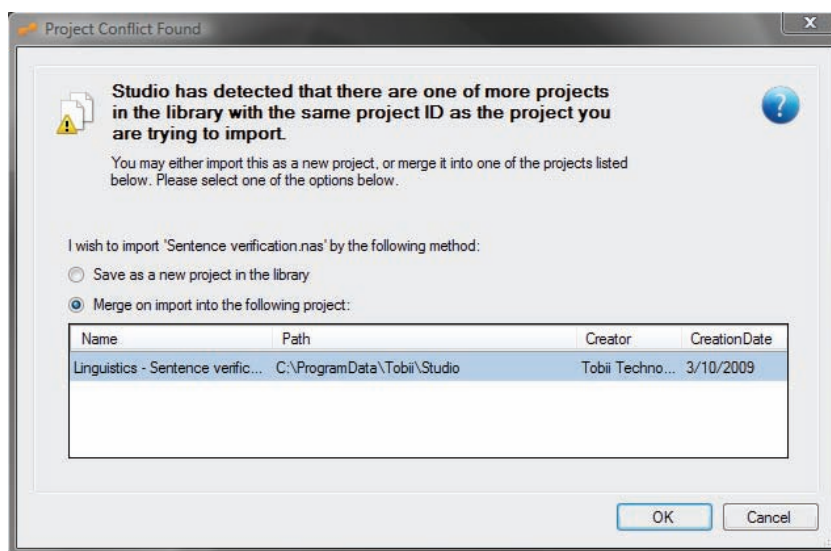 Project Conflict Found
x
Studio has detected that there are one of more projects
in the library with the same project ID as the project you
are trying to import.
?
You may either import this as a new project, or merge it into one of the projects listed
below. Please select one of the options below.
I wish to import 'Sentence verification.nas' by the following method:
Save as a new project in the library
Merge on import into the following project:
Name Path Creator CreationDate
Linguistics - Sentence verific... C:\ProgramData\Tobii\Studio Tobii Techno... 3/10/2009
OK Cancel